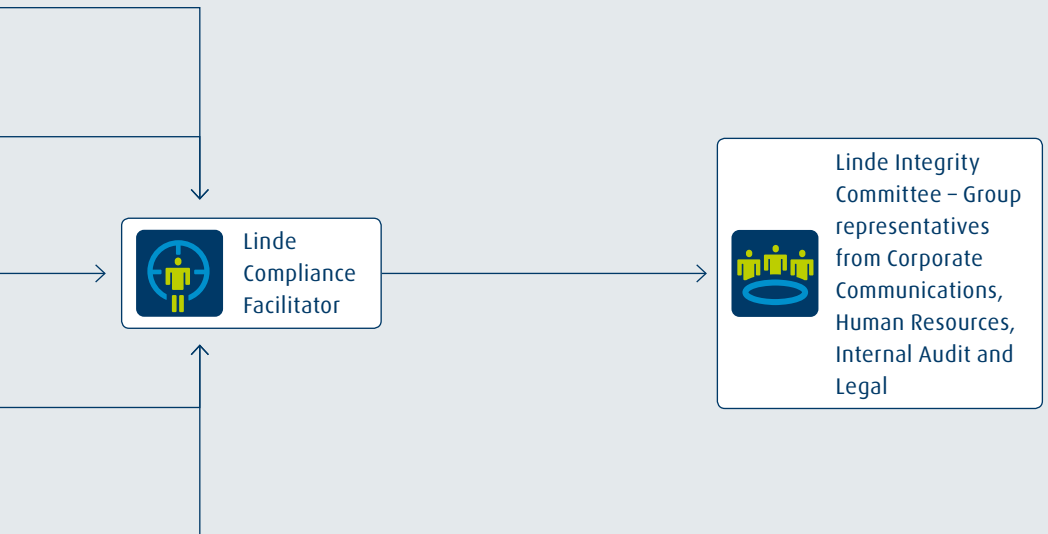 Linde
Compliance
Facilitator
Linde Integrity
Committee – Group
representatives
from Corporate
Communications,
Human Resources,
Internal Audit and
Legal